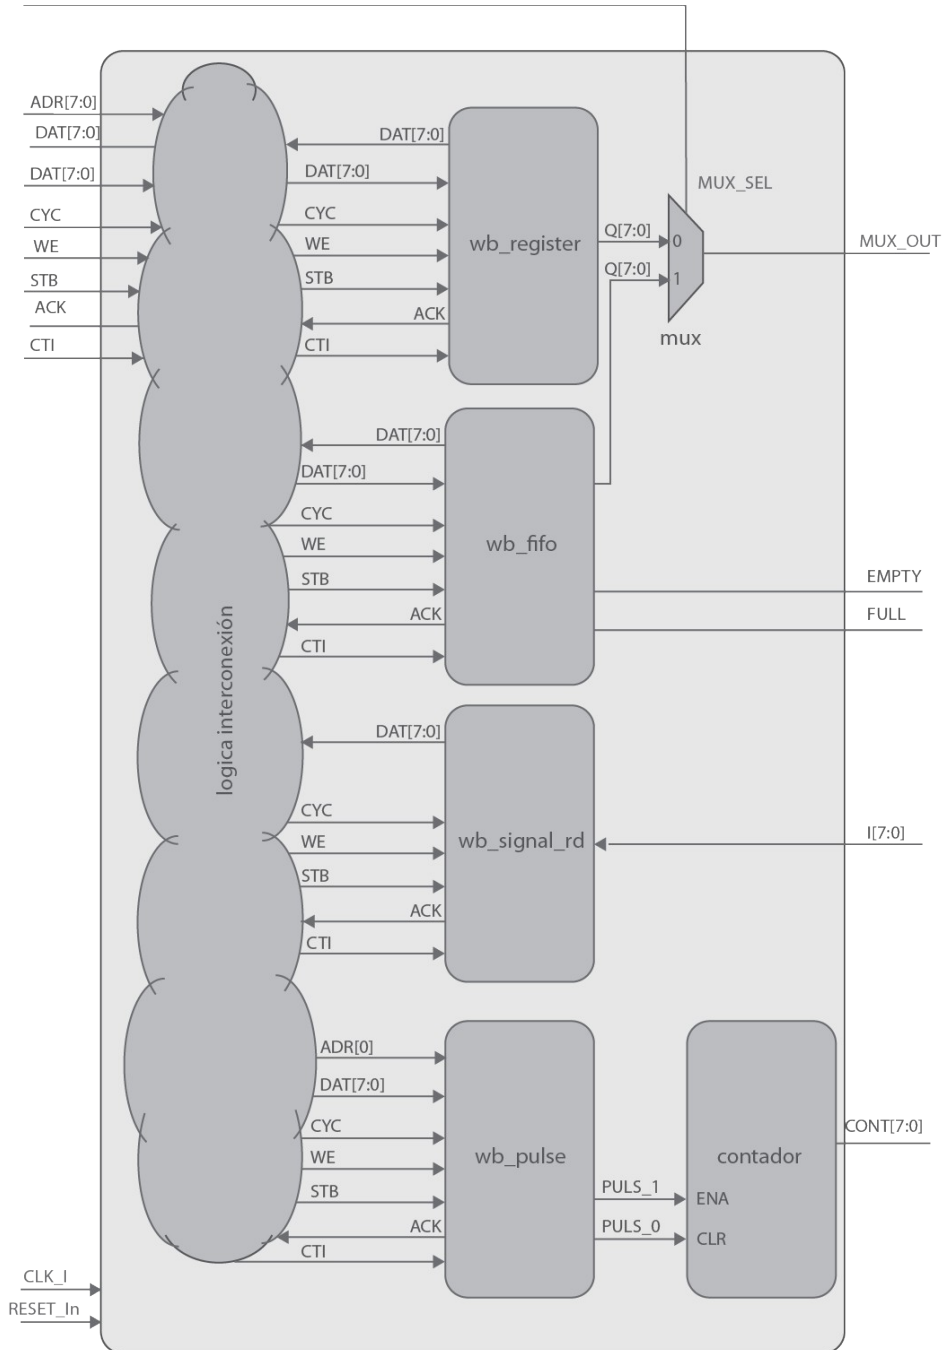 ADR[7:0]
DAT[7:0]
DAT[7:0]
CYC
WE
STB
ACK
CTI
logica interconexión
DAT[7:0]
DAT[7:0]
CYC
WE
STB
ACK
CTI
wb_register
Q[7:0]
Q[7:0]
0
1
mux
MUX_SEL
MUX_OUT
DAT[7:0]
DAT[7:0]
CYC
WE
STB
ACK
CTI
wb_fifo
EMPTY
FULL
DAT[7:0]
CYC
WE
STB
ACK
CTI
wb_signal_rd
I[7:0]
ADR[0]
DAT[7:0]
CYC
WE
STB
ACK
CTI
wb_pulse
PULS_1
PULS_0
contador
ENA
CLR
CONT[7:0]
CLK_I
RESET_In